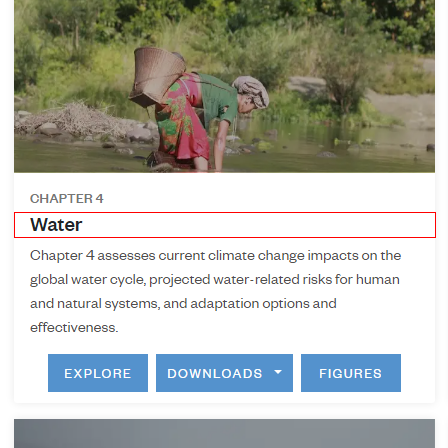 CHAPTER 4
Water
Chapter 4 assesses current climate change impacts on the
global water cycle, projected water-related risks for human
and natural systems, and adaptation options and
effectiveness.
EXPLORE DOWNLOADS FIGURES